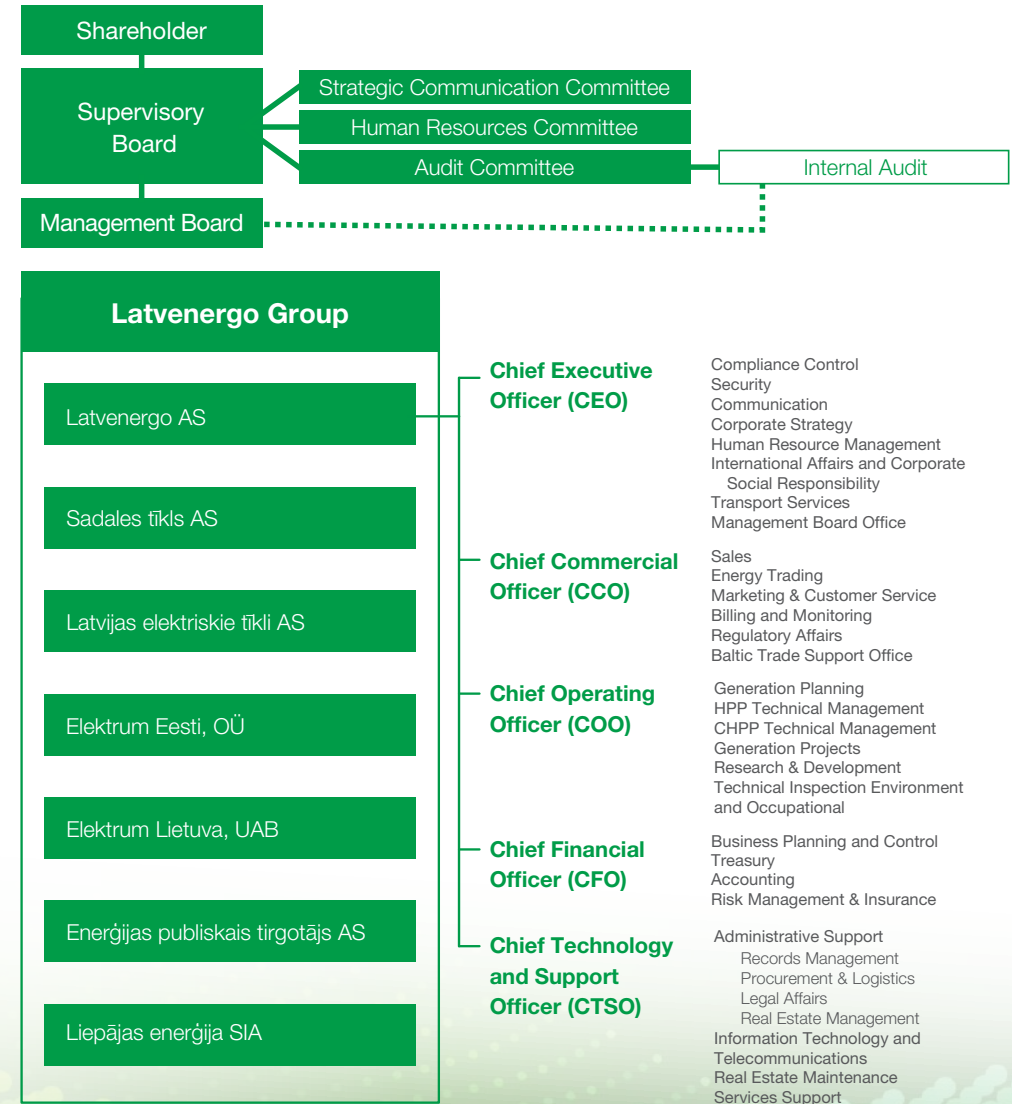 Shareholder
Supervisory
Board
Strategic Communication Committee
Human Resources Committee
Audit Committee
Internal Audit
Management Board
Latvenergo Group
Latvenergo AS
Sadales tīkls AS
Latvijas elektriskie tīkli AS
Elektrum Eesti, OÜ
Elektrum Lietuva, UAB
Enerģijas publiskais tirgotājs AS
Liepājas enerģija SIA
Chief Executive
Officer (CEO)
Compliance Control
Security
Communication
Corporate Strategy
Human Resource Management
International Affairs and Corporate
Social Responsibility
Transport Services
Management Board Office
Chief Commercial
Officer (CCO)
Sales
Energy Trading
Marketing & Customer Service
Billing and Monitoring
Regulatory Affairs
Baltic Trade Support Office
Chief Operating
Officer (COO)
Generation Planning
HPP Technical Management
CHPP Technical Management
Generation Projects
Research & Development
Technical Inspection Environment
and Occupational
Chief Financial
Officer (CFO)
Business Planning and Control
Treasury
Accounting
Risk Management & Insurance
Chief Technology
and Support
Officer (CTSO)
Administrative Support
Records Management
Procurement & Logistics
Legal Affairs
Real Estate Management
Information Technology and
Telecommunications
Real Estate Maintenance
Services Support